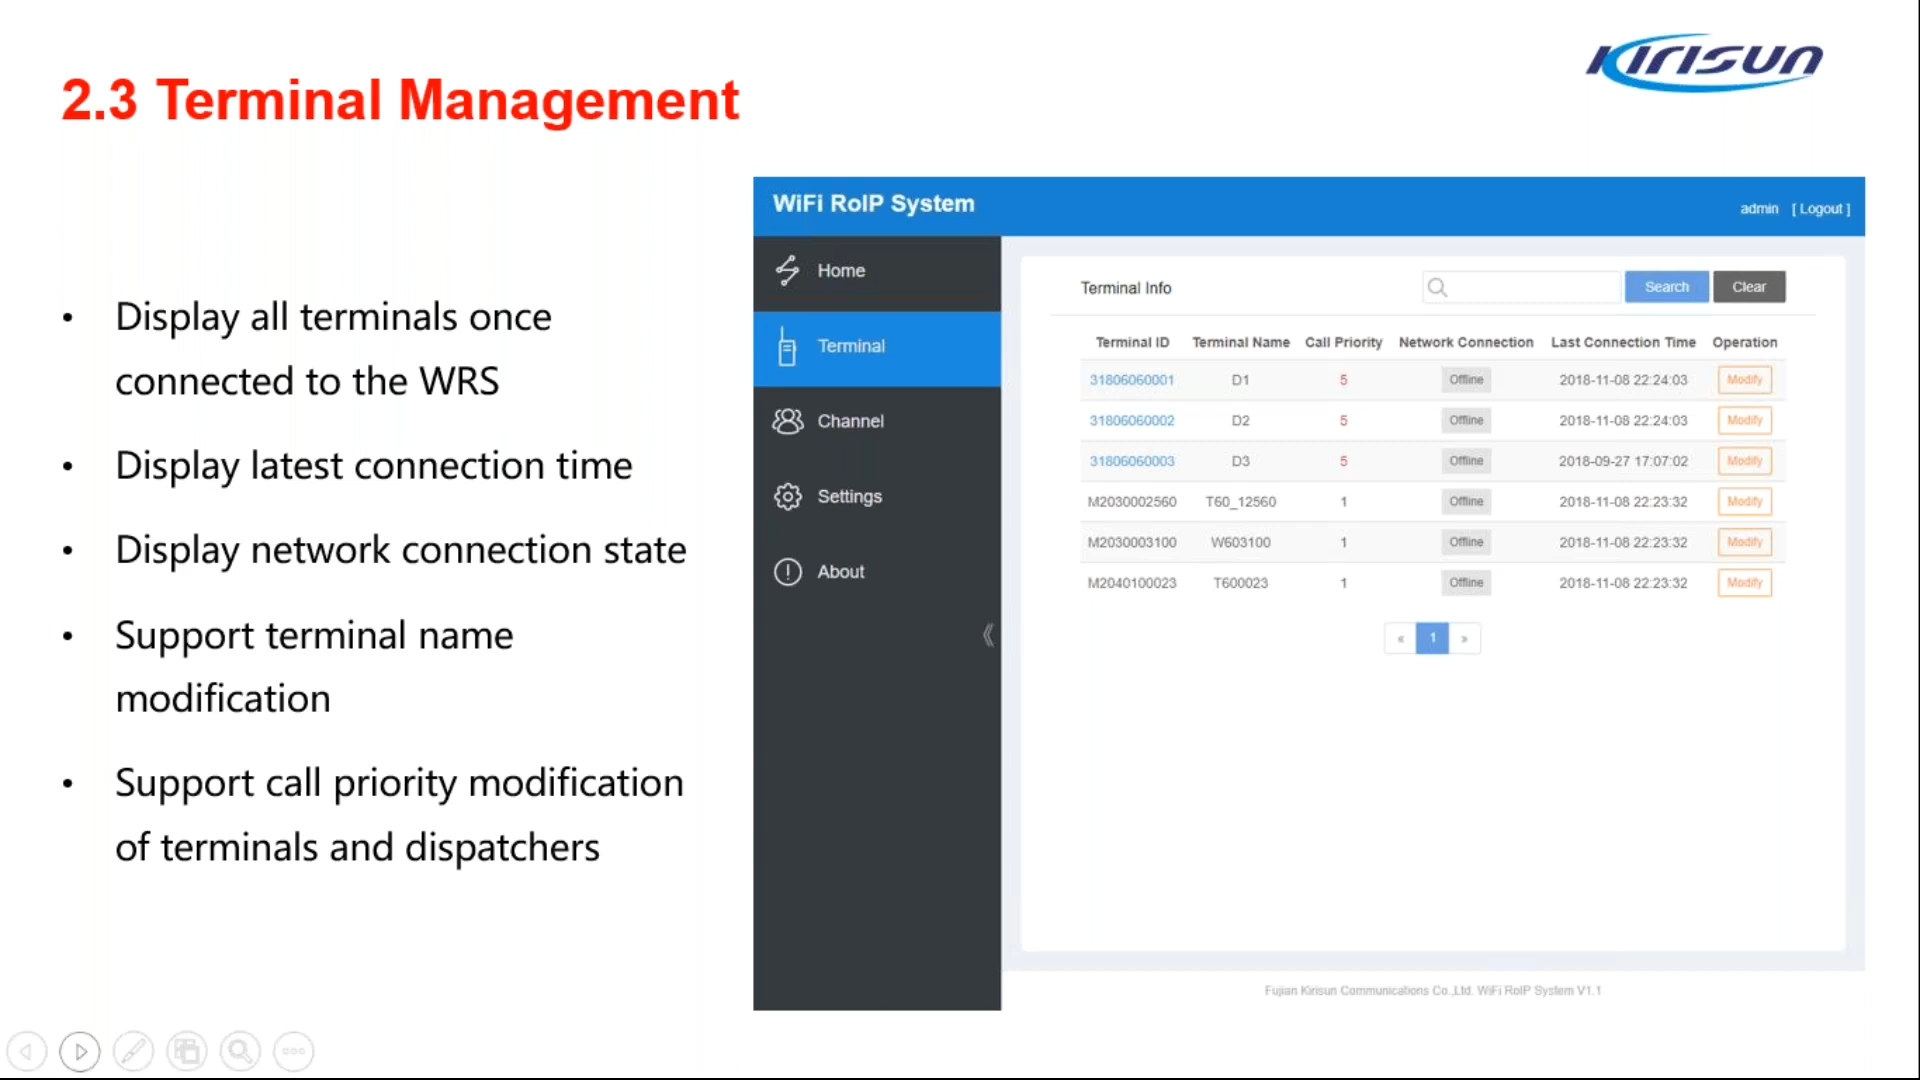 KIRISUN
2.3 Terminal Management
• Display all terminals once
connected to the WRS
• Display latest connection time
• Display network connection state
• Support terminal name
modification
• Support call priority modification
of terminals and dispatchers
WiFi RoIP System
admin [ Logout ]
Home
Terminal
Channel
Settings
About
Terminal Info
Search Clear
Terminal ID Terminal Name Call Priority Network Connection Last Connection Time Operation
31806060001 D1 5 Offline 2018-11-08 22:24:03 Modify
31806060002 D2 5 Offline 2018-11-08 22:24:03 Modify
31806060003 D3 5 Offline 2018-09-27 17:07:02 Modify
M2030002560 T60_12560 1 Offline 2018-11-08 22:23:32 Modify
M2030003100 W603100 1 Offline 2018-11-08 22:23:32 Modify
M2040100023 T600023 1 Offline 2018-11-08 22:23:32 Modify
« 1 »
Fujian Kirisun Communications Co.,Ltd. WiFi RoIP System V1.1